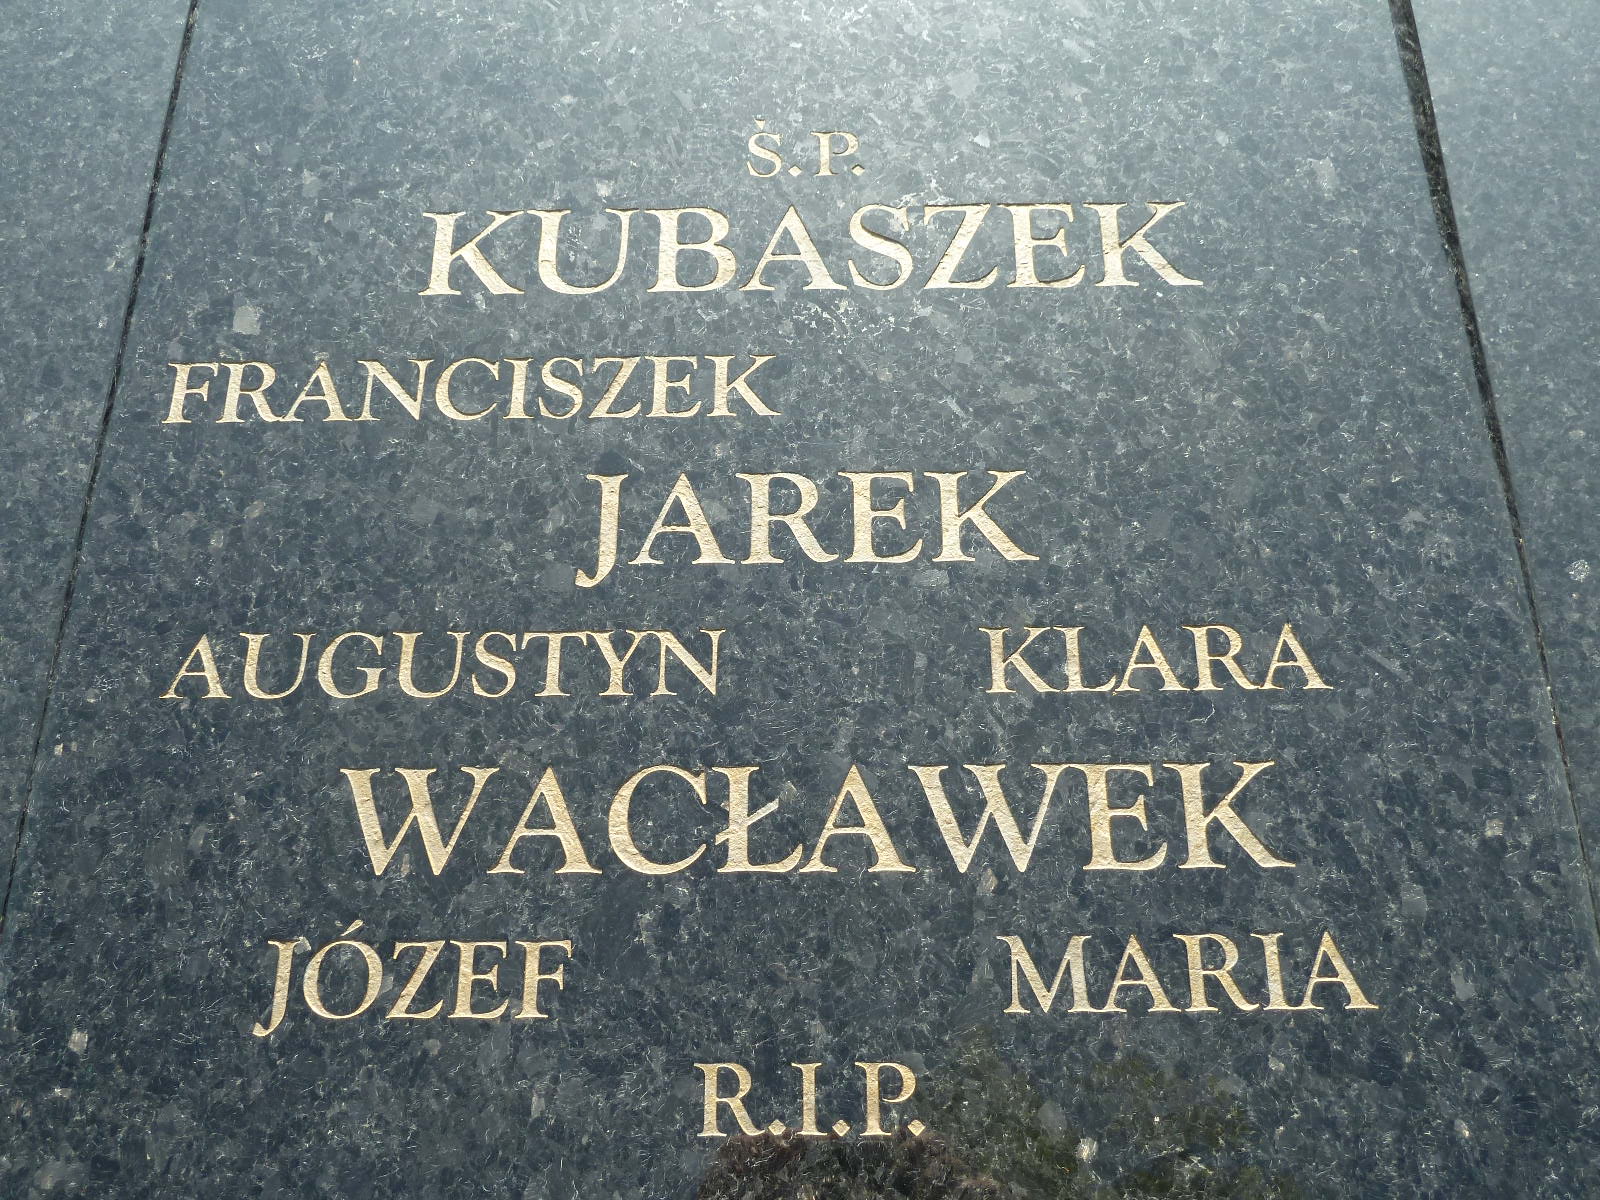 Ś.P.
KUBASZEK
FRANCISZEK
JAREK
AUGUSTYN KLARA
WACŁAWEK
JÓZEF MARIA
R.I.P.